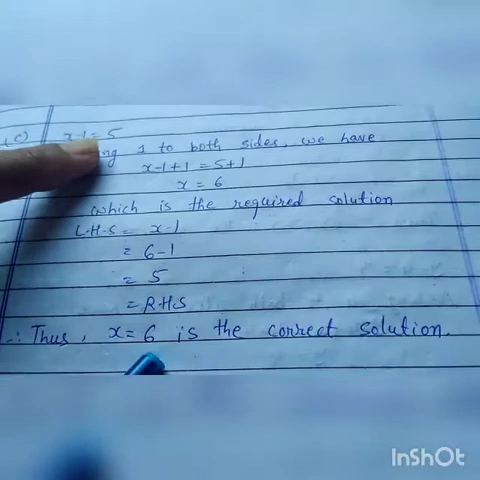 (c) x-1=5
1 to both sides, we have
x-1+1 = 5+1
x = 6
which is the required solution
L.H.S = x-1
= 6-1
= 5
= RHS
∴ Thus, x=6 is the correct solution.
InShOt